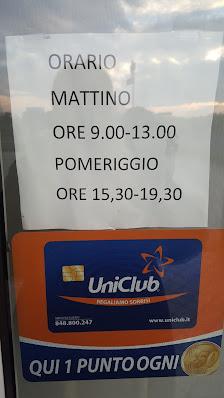 ORARIO
MATTINO
ORE 9.00-13.00
POMERIGGIO
ORE 15,30-19,30
UniClub
REGALIAMO SORRISI
848.800.247
www.uniclub.it
QUI 1 PUNTO OGNI